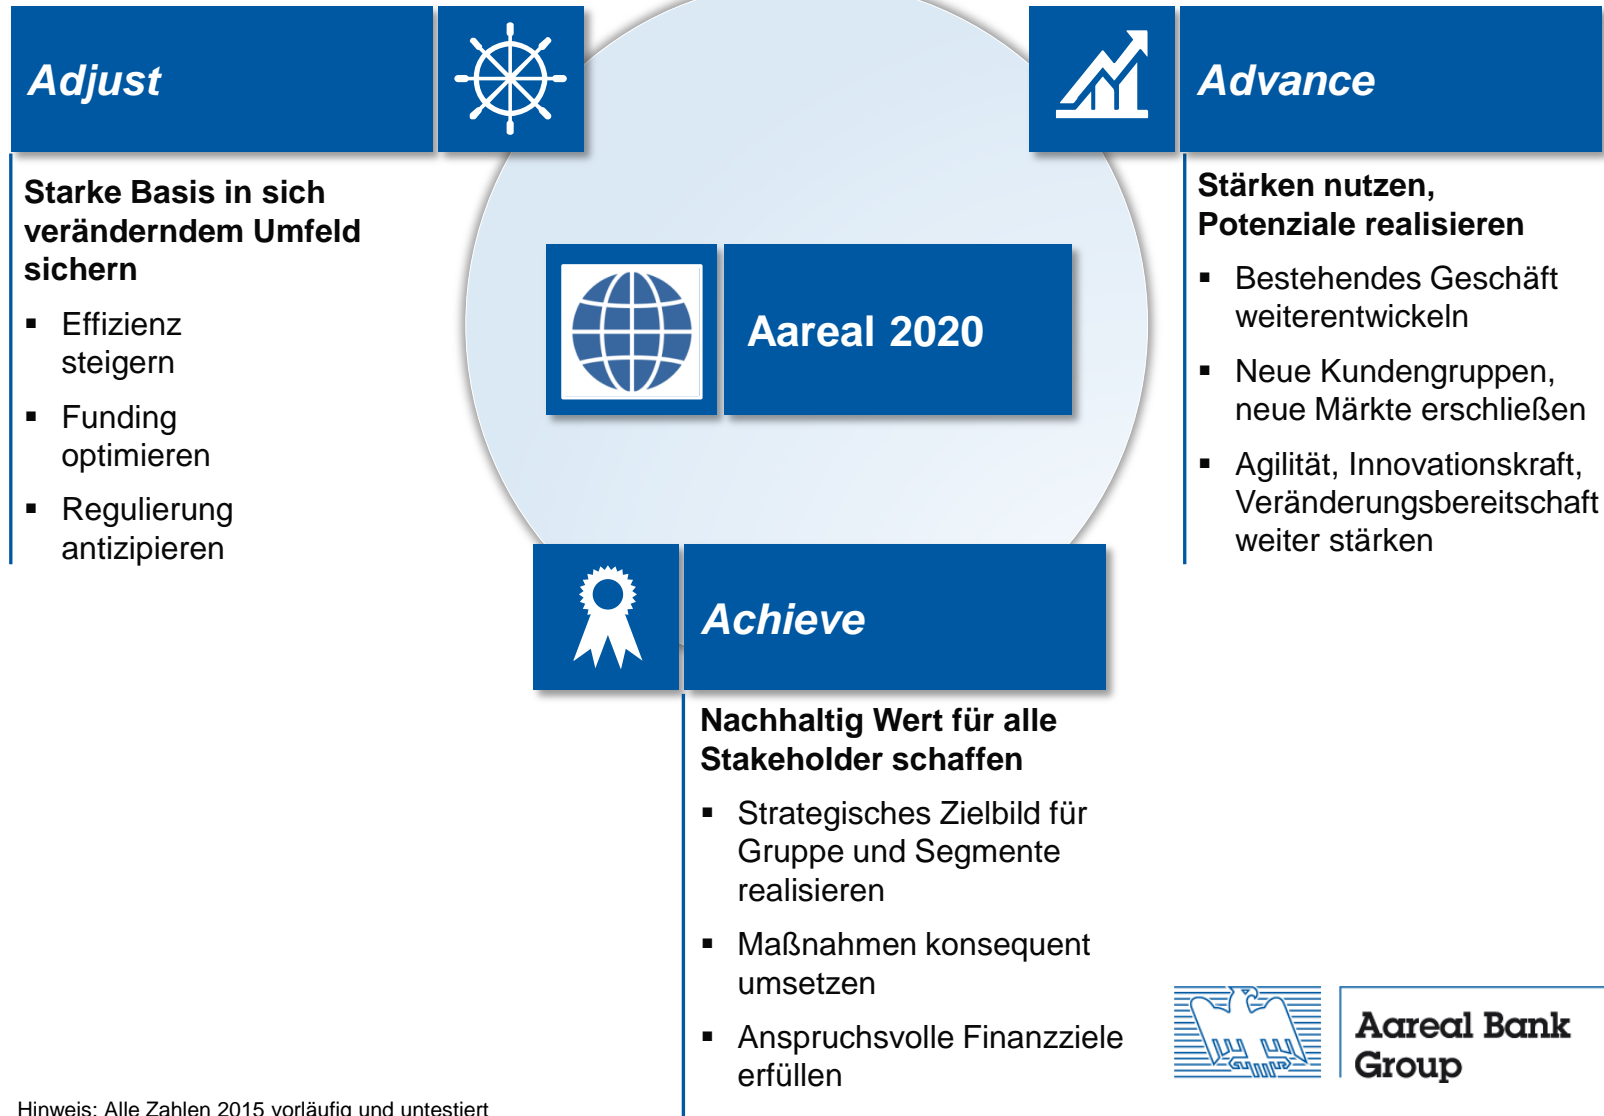 Adjust
Starke Basis in sich
veränderndem Umfeld
sichern
▪ Effizienz
steigern
▪ Funding
optimieren
▪ Regulierung
antizipieren
Aareal 2020
Advance
Stärken nutzen,
Potenziale realisieren
▪ Bestehendes Geschäft
weiterentwickeln
▪ Neue Kundengruppen,
neue Märkte erschließen
▪ Agilität, Innovationskraft,
Veränderungsbereitschaft
weiter stärken
Achieve
Nachhaltig Wert für alle
Stakeholder schaffen
▪ Strategisches Zielbild für
Gruppe und Segmente
realisieren
▪ Maßnahmen konsequent
umsetzen
▪ Anspruchsvolle Finanzziele
erfüllen
Aareal Bank
Group
Hinweis: Alle Zahlen 2015 vorläufig und untestiert